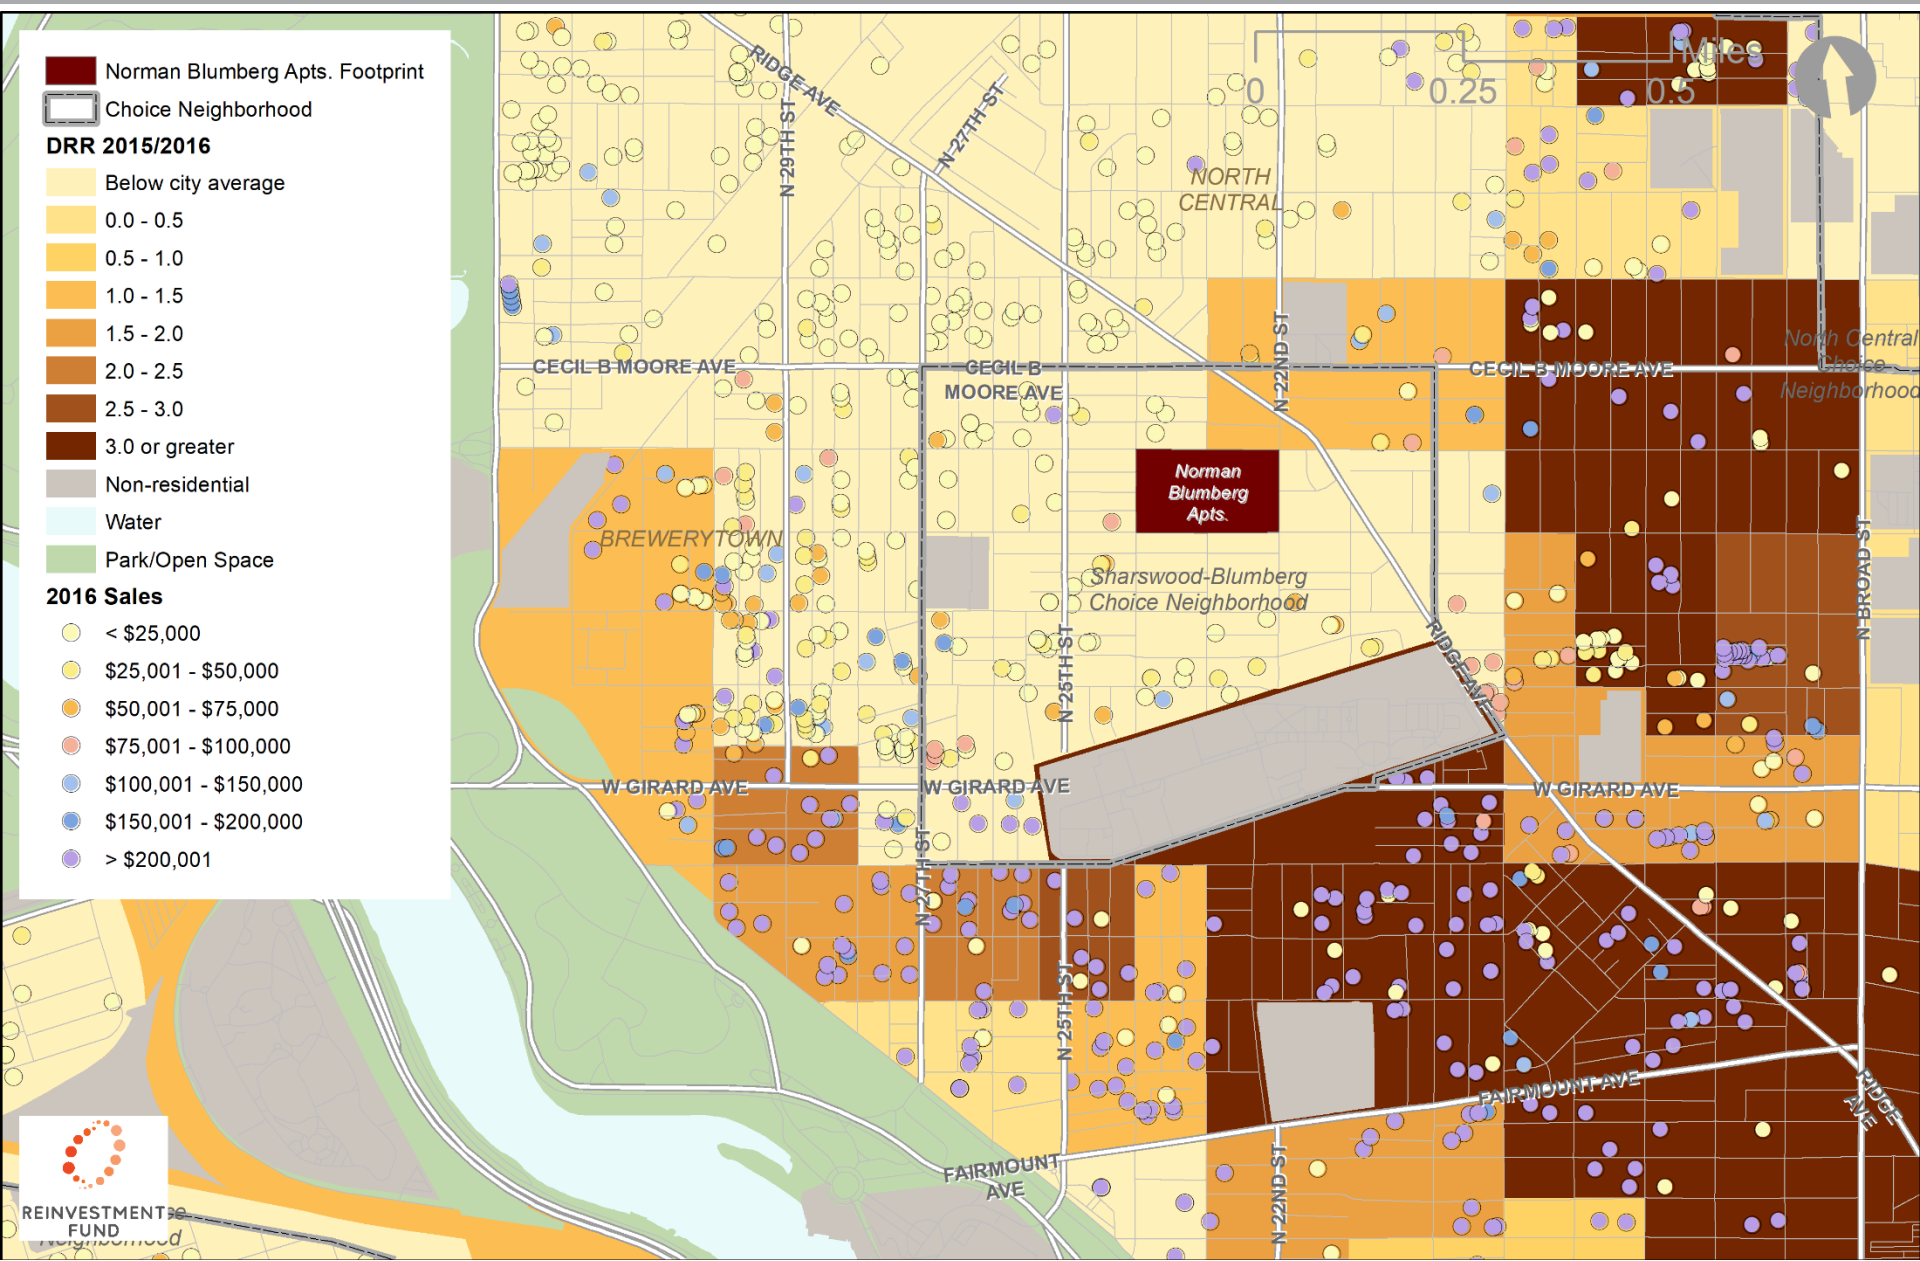 Norman Blumberg Apts. Footprint
Choice Neighborhood
DRR 2015/2016
Below city average
0.0 - 0.5
0.5 - 1.0
1.0 - 1.5
1.5 - 2.0
2.0 - 2.5
2.5 - 3.0
3.0 or greater
Non-residential
Water
Park/Open Space
2016 Sales
< $25,000
$25,001 - $50,000
$50,001 - $75,000
$75,001 - $100,000
$100,001 - $150,000
$150,001 - $200,000
> $200,001
RIDGE AVE
N 29TH ST
N 27TH ST
Miles
0
0.25
0.5
NORTH
CENTRAL
N 22ND ST
CECIL B MOORE AVE
CECIL B
MOORE AVE
CECIL B MOORE AVE
North Central
Choice
Neighborhood
Norman
Blumberg
Apts.
BREWERYTOWN
Sharswood-Blumberg
Choice Neighborhood
N BROAD ST
N 25TH ST
RIDGE AVE
W GIRARD AVE
W GIRARD AVE
W GIRARD AVE
N 27TH ST
N 25TH ST
FAIRMOUNT AVE
RIDGE
AVE
FAIRMOUNT
AVE
N 22ND ST
REINVESTMENT
FUND
Neighborhood